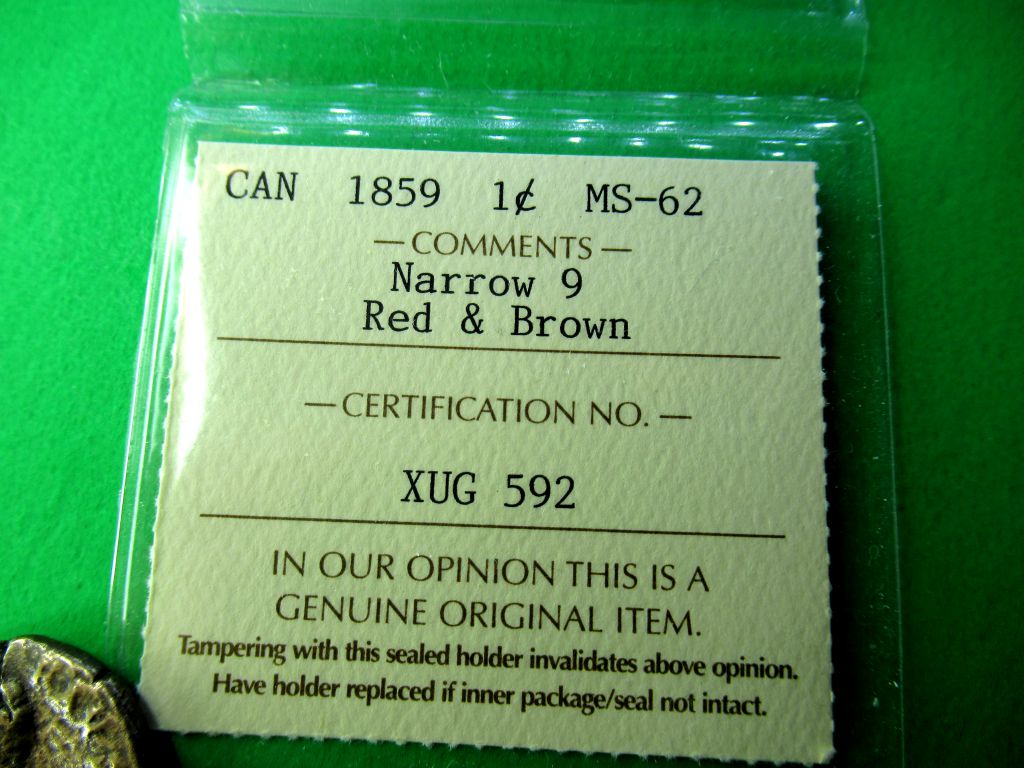 CAN 1859 1¢ MS-62
— COMMENTS —
Narrow 9
Red & Brown
— CERTIFICATION NO. —
XUG 592
IN OUR OPINION THIS IS A
GENUINE ORIGINAL ITEM.
Tampering with this sealed holder invalidates above opinion.
Have holder replaced if inner package/seal not intact.